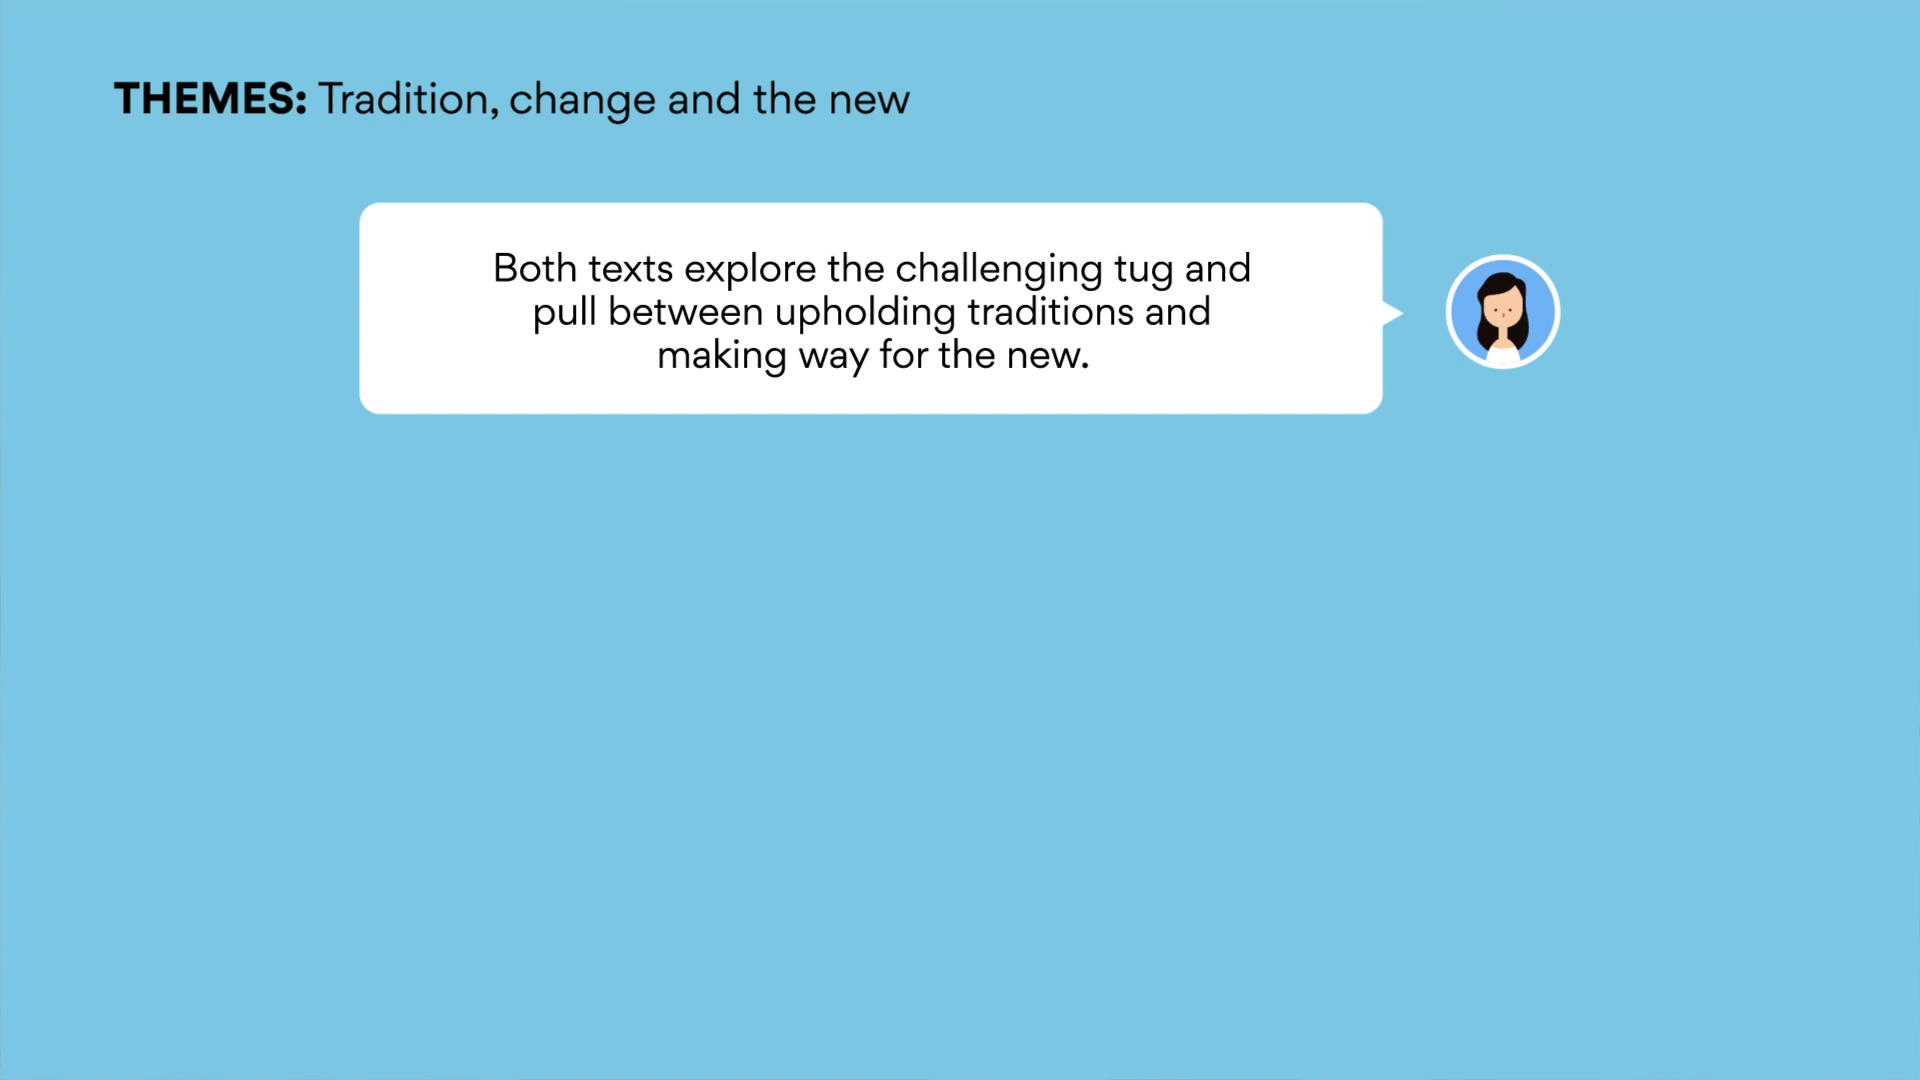 THEMES: Tradition, change and the new
Both texts explore the challenging tug and
pull between upholding traditions and
making way for the new.